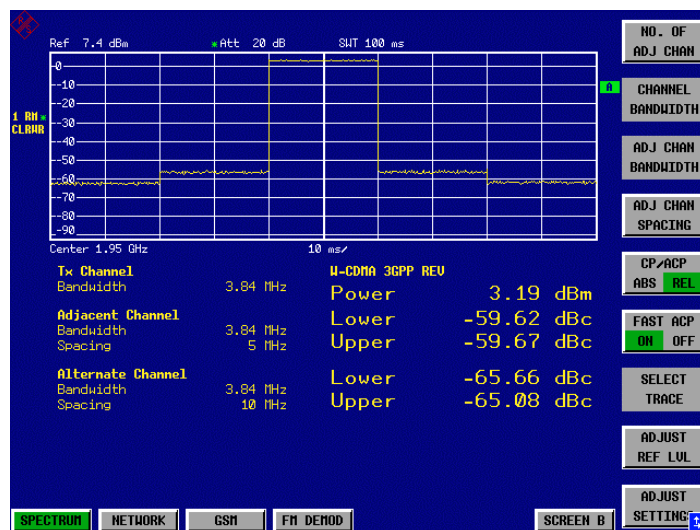 Ref 7.4 dBm *Att 20 dB SWT 100 ms
0
-10
-20
-30
-40
-50
-60
-70
-80
-90
A
1 RM *
CLRWR
Center 1.95 GHz 10 ms/
Tx Channel
Bandwidth 3.84 MHz
Adjacent Channel
Bandwidth 3.84 MHz
Spacing 5 MHz
Alternate Channel
Bandwidth 3.84 MHz
Spacing 10 MHz
W-CDMA 3GPP REV
Power 3.19 dBm
Lower -59.62 dBc
Upper -59.67 dBc
Lower -65.66 dBc
Upper -65.08 dBc
NO. OF
ADJ CHAN
CHANNEL
BANDWIDTH
ADJ CHAN
BANDWIDTH
ADJ CHAN
SPACING
CP/ACP
ABS REL
FAST ACP
ON OFF
SELECT
TRACE
ADJUST
REF LVL
ADJUST
SETTINGS
SPECTRUM NETWORK GSM FM DEMOD SCREEN B